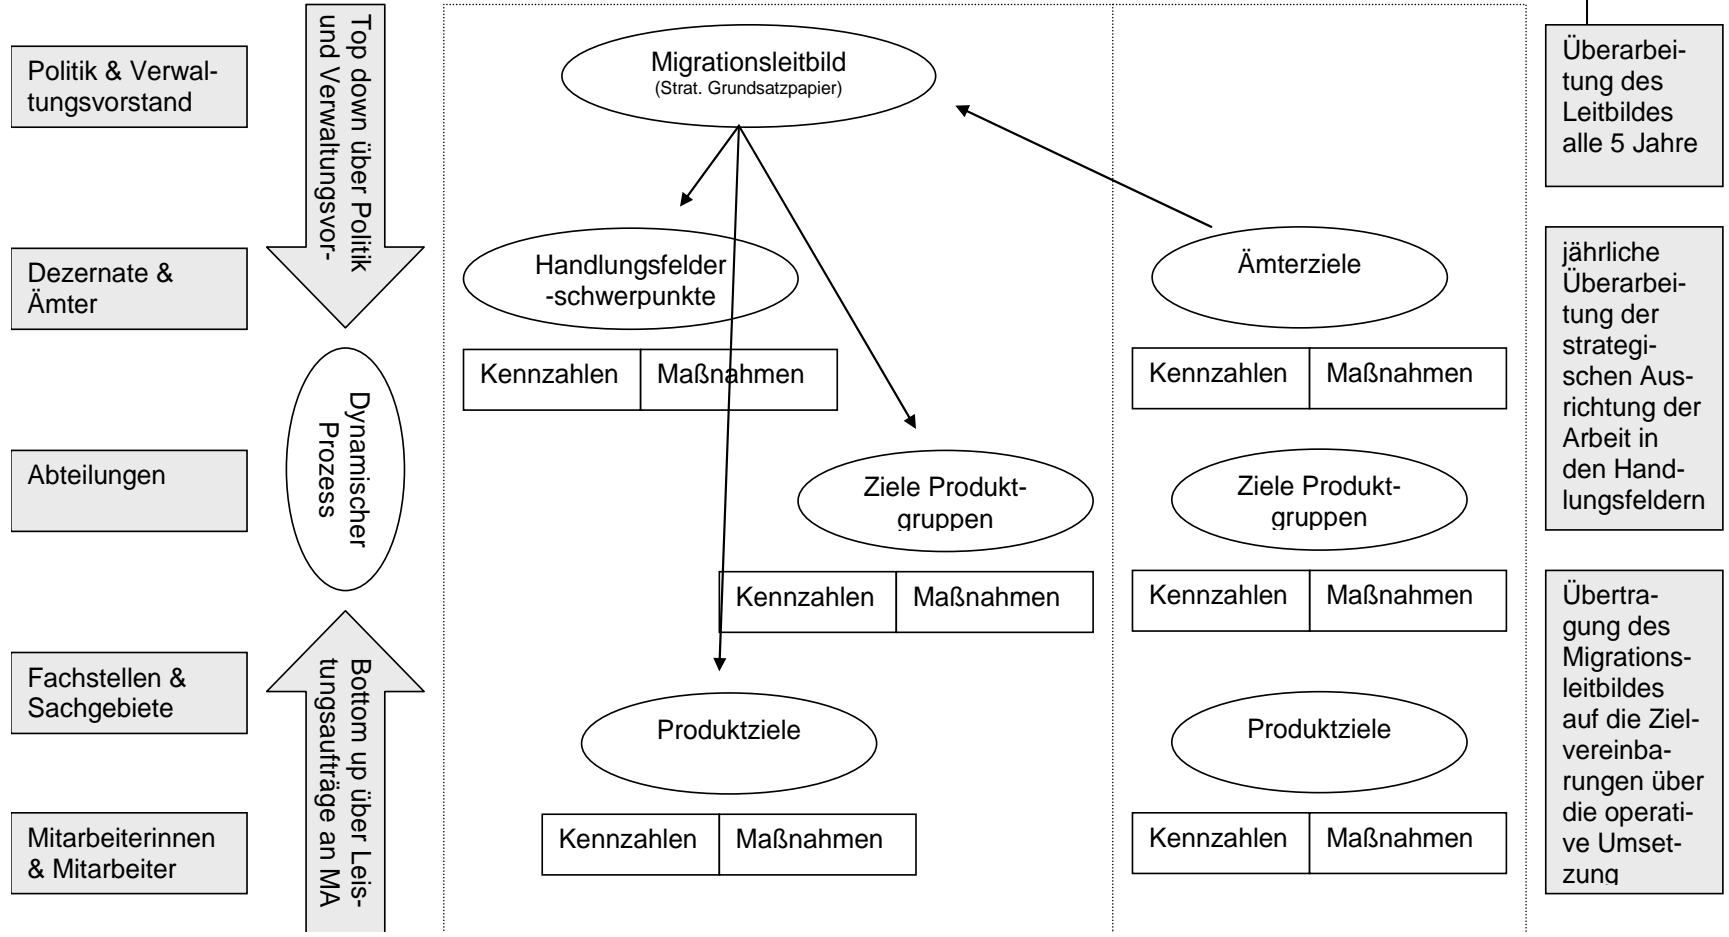 Politik & Verwal-
tungsvorstand
Dezernate &
Ämter
Abteilungen
Fachstellen &
Sachgebiete
Mitarbeiterinnen
& Mitarbeiter
Top down über Politik
und Verwaltungsvor-
Dynamischer
Prozess
Bottom up über Leis-
tungsaufträge an MA
Migrationsleitbild
(Strat. Grundsatzpapier)
Handlungsfelder
-schwerpunkte
Kennzahlen
Maßnahmen
Ziele Produkt-
gruppen
Kennzahlen
Maßnahmen
Produktziele
Kennzahlen
Maßnahmen
Ämterziele
Kennzahlen
Maßnahmen
Ziele Produkt-
gruppen
Kennzahlen
Maßnahmen
Produktziele
Kennzahlen
Maßnahmen
Überarbei-
tung des
Leitbildes
alle 5 Jahre
jährliche
Überarbei-
tung der
strategi-
schen Aus-
richtung der
Arbeit in
den Hand-
lungsfeldern
Übertra-
gung des
Migrations-
leitbildes
auf die Ziel-
vereinba-
rungen über
die operati-
ve Umset-
zung